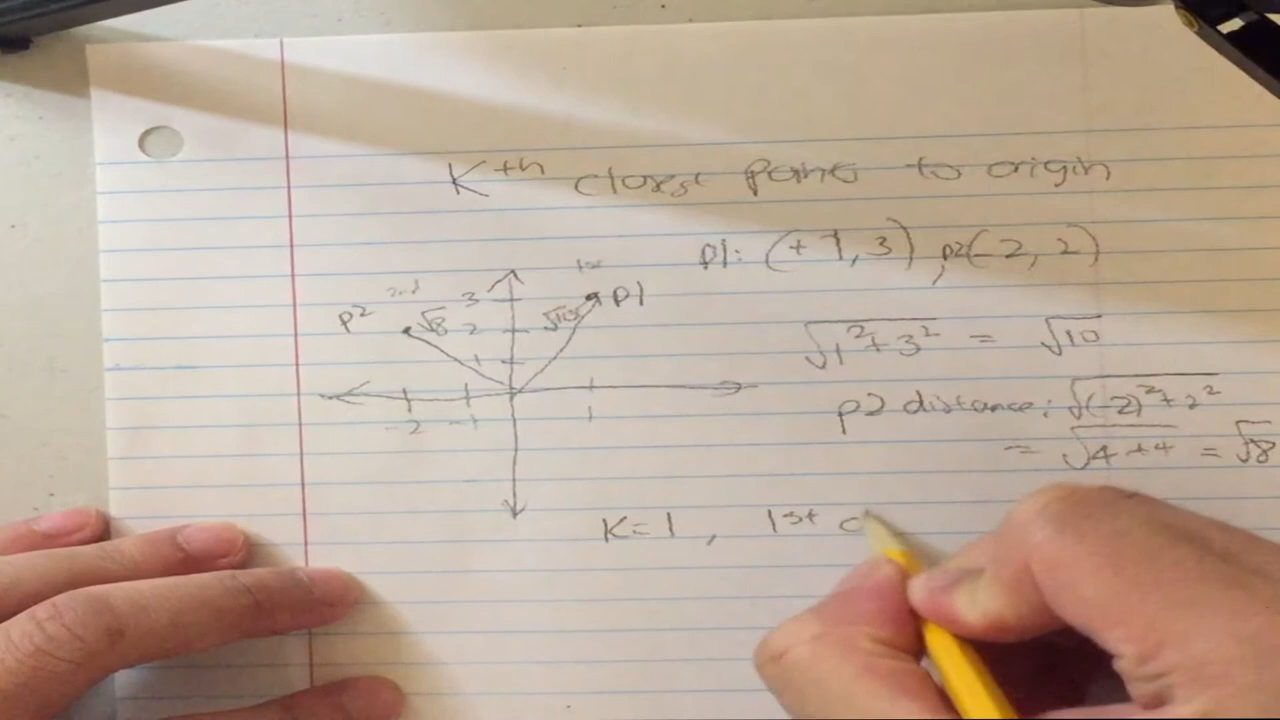 Kth closest point to origin
p1: (+1,3), p2(-2, 2)
p2 2nd √8 3 2 1 √10 p1
√1²+3² = √10
-2 -1 1
p2 distance: √(-2)²+2²
= √4+4 = √8
K=1, 1st c